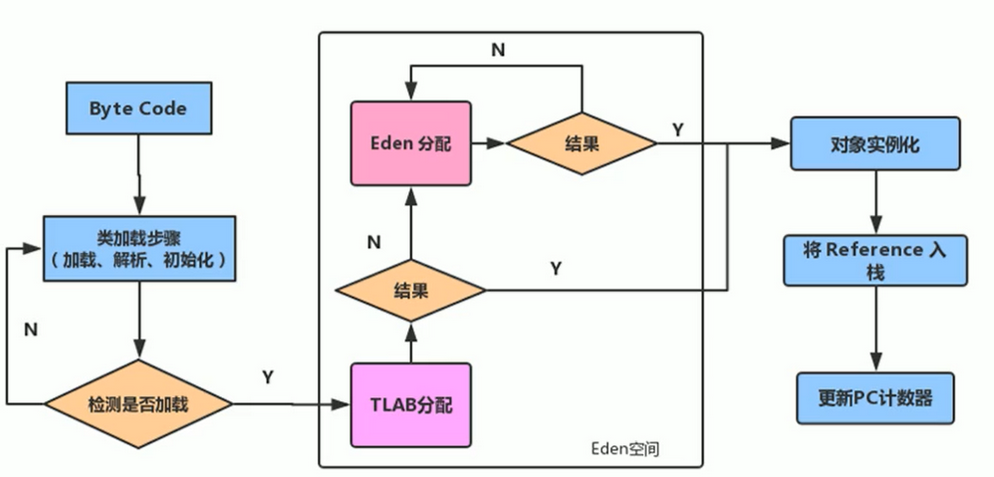 Byte Code
类加载步骤
（加载、解析、初始化）
N
检测是否加载
Y
N
Eden 分配
结果
Y
N
结果
Y
TLAB分配
Eden空间
对象实例化
将 Reference 入
栈
更新PC计数器